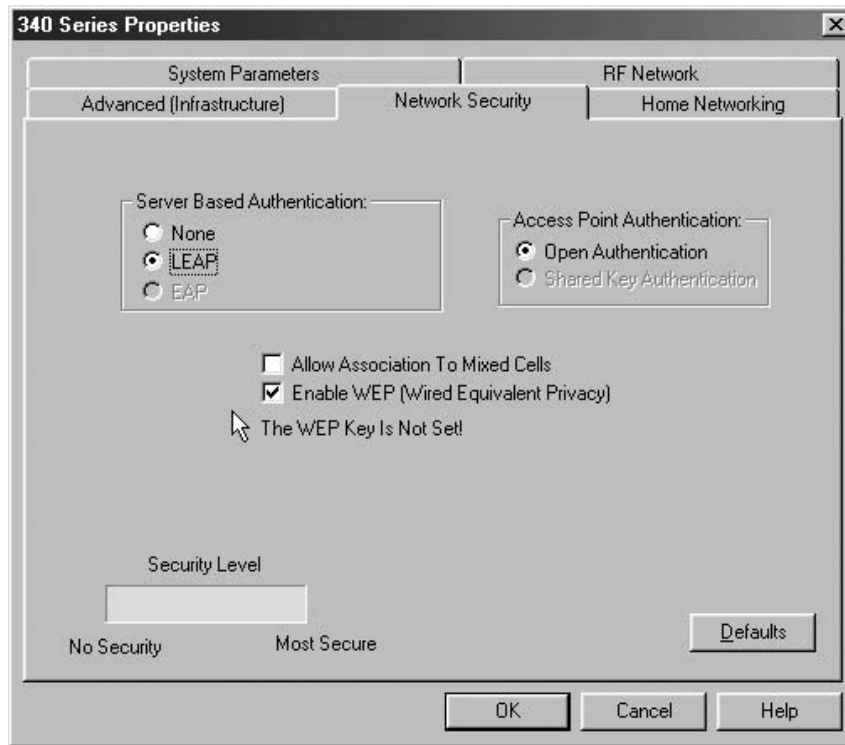 340 Series Properties
System Parameters
RF Network
Advanced (Infrastructure)
Network Security
Home Networking
Server Based Authentication:
None
LEAP
EAP
Access Point Authentication:
Open Authentication
Shared Key Authentication
Allow Association To Mixed Cells
Enable WEP (Wired Equivalent Privacy)
The WEP Key Is Not Set!
Security Level
No Security
Most Secure
Defaults
OK
Cancel
Help